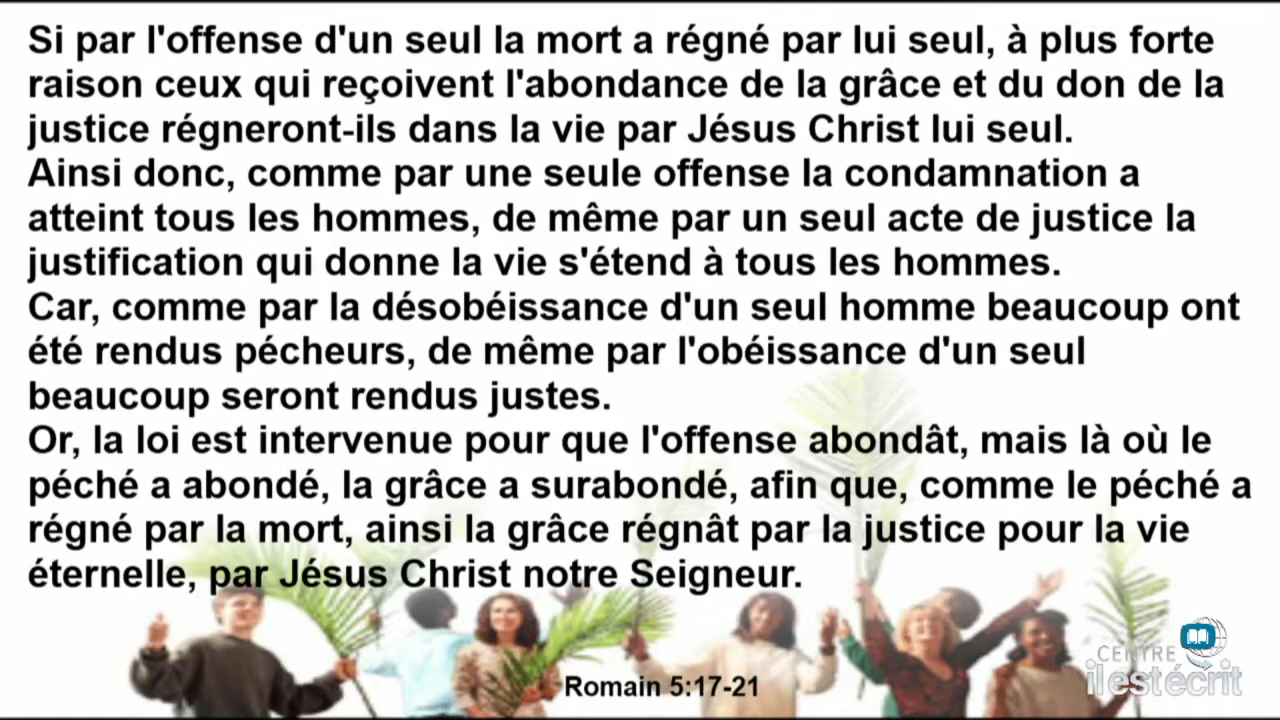 Si par l'offense d'un seul la mort a régné par lui seul, à plus forte
raison ceux qui reçoivent l'abondance de la grâce et du don de la
justice régneront-ils dans la vie par Jésus Christ lui seul.
Ainsi donc, comme par une seule offense la condamnation a
atteint tous les hommes, de même par un seul acte de justice la
justification qui donne la vie s'étend à tous les hommes.
Car, comme par la désobéissance d'un seul homme beaucoup ont
été rendus pécheurs, de même par l'obéissance d'un seul
beaucoup seront rendus justes.
Or, la loi est intervenue pour que l'offense abondât, mais là où le
péché a abondé, la grâce a surabondé, afin que, comme le péché a
régné par la mort, ainsi la grâce régnât par la justice pour la vie
éternelle, par Jésus Christ notre Seigneur.
Romain 5:17-21
CENTRE
il est écrit